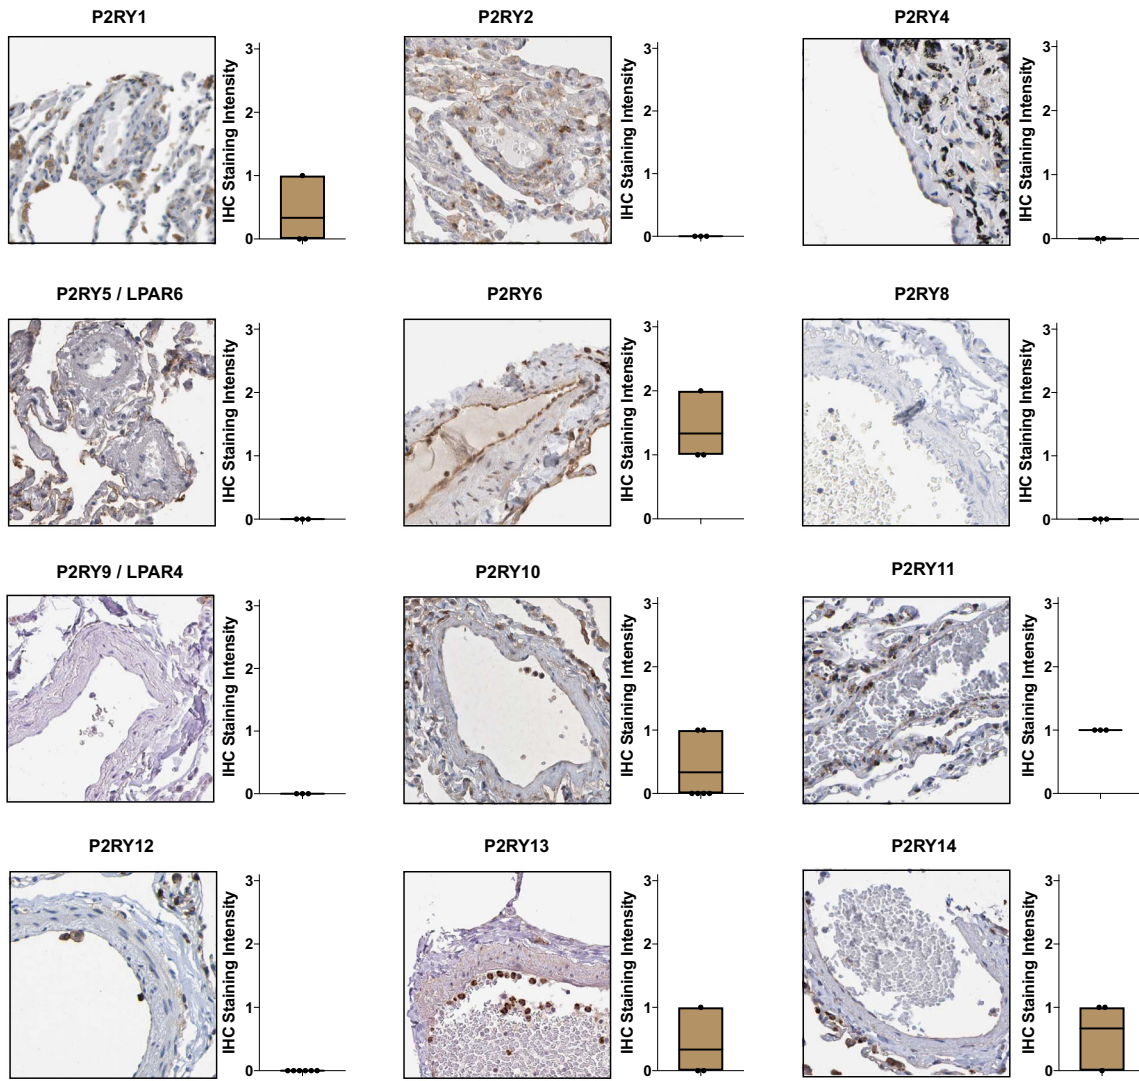 P2RY1
IHC Staining Intensity
3
2
1
0
P2RY2
IHC Staining Intensity
3
2
1
0
P2RY4
IHC Staining Intensity
3
2
1
0
P2RY5 / LPAR6
IHC Staining Intensity
3
2
1
0
P2RY6
IHC Staining Intensity
3
2
1
0
P2RY8
IHC Staining Intensity
3
2
1
0
P2RY9 / LPAR4
IHC Staining Intensity
3
2
1
0
P2RY10
IHC Staining Intensity
3
2
1
0
P2RY11
IHC Staining Intensity
3
2
1
0
P2RY12
IHC Staining Intensity
3
2
1
0
P2RY13
IHC Staining Intensity
3
2
1
0
P2RY14
IHC Staining Intensity
3
2
1
0